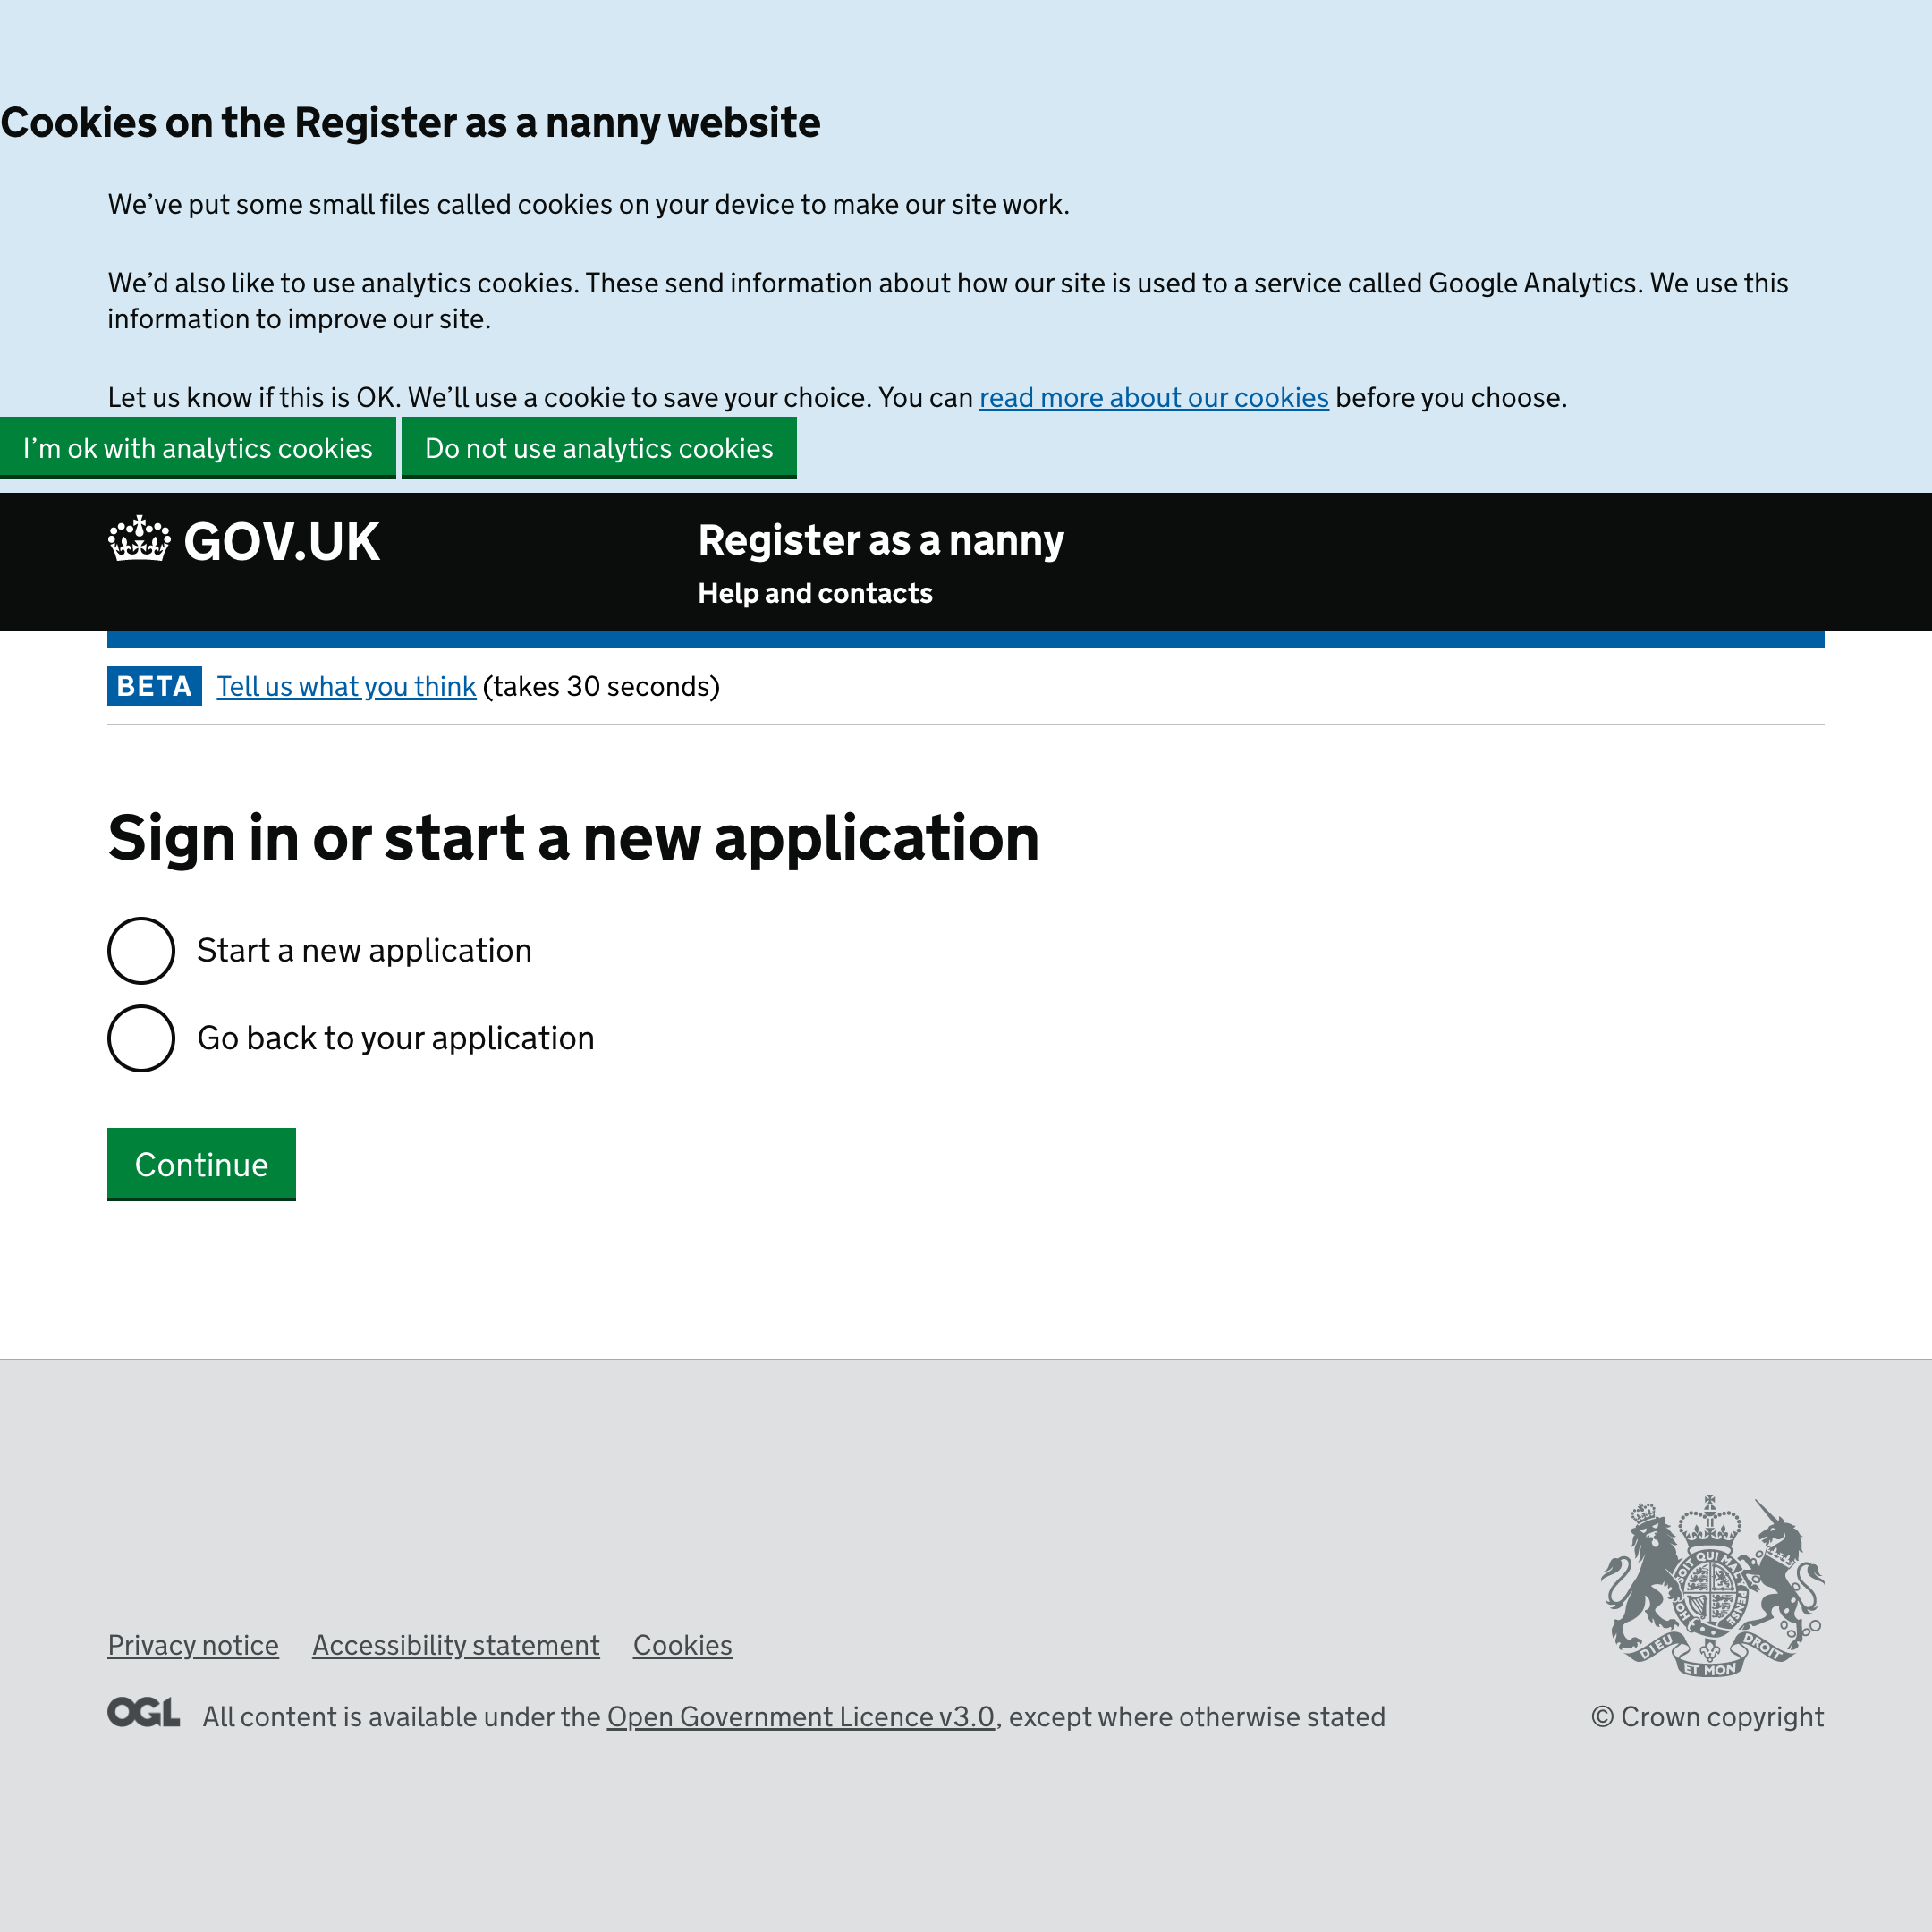 Cookies on the Register as a nanny website
We’ve put some small files called cookies on your device to make our site work.
We’d also like to use analytics cookies. These send information about how our site is used to a service called Google Analytics. We use this
information to improve our site.
Let us know if this is OK. We’ll use a cookie to save your choice. You can read more about our cookies before you choose.
I’m ok with analytics cookies
Do not use analytics cookies
GOV.UK
Register as a nanny
Help and contacts
BETA Tell us what you think (takes 30 seconds)
Sign in or start a new application
Start a new application
Go back to your application
Continue
SOIT QUI MAL
PENSE
HON
DIEU
ET MON
DROIT
Privacy notice Accessibility statement Cookies
OGL All content is available under the Open Government Licence v3.0, except where otherwise stated
© Crown copyright